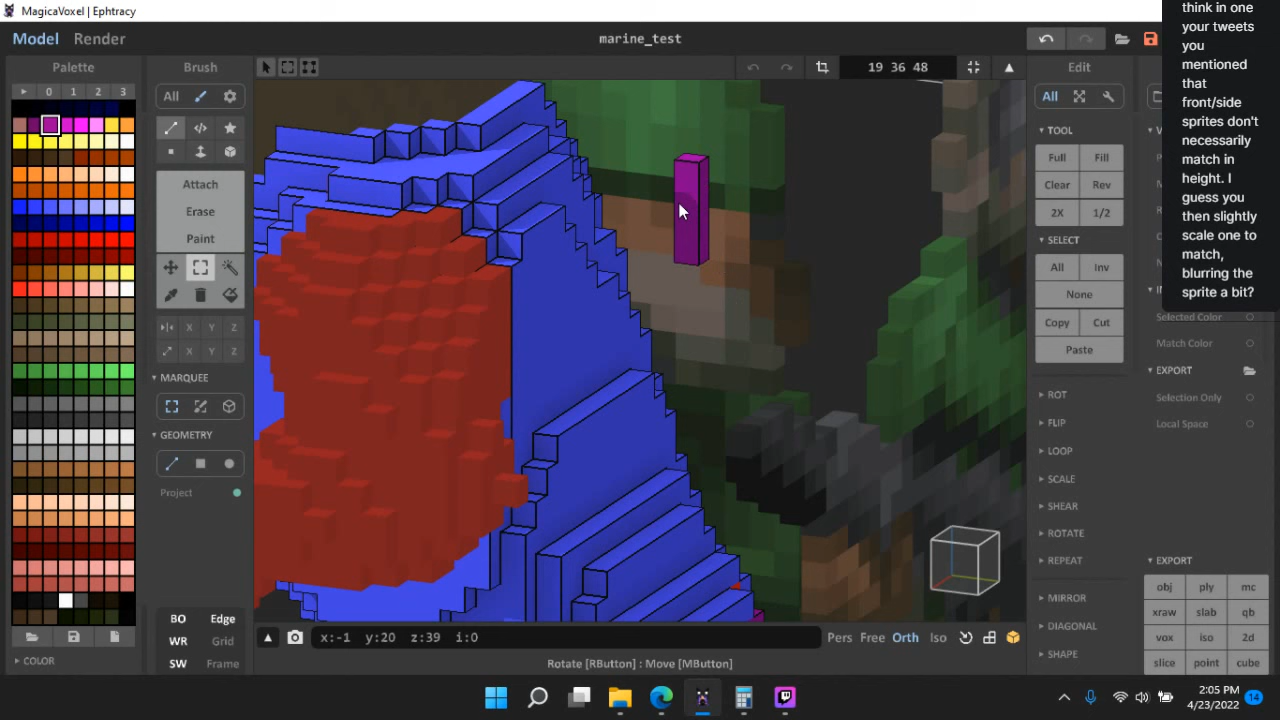 MagicaVoxel | Ephtracy
Model Render
marine_test
think in one
your tweets
you
mentioned
that
front/side
sprites don't
necessarily
match in
height. I
guess you
then slightly
scale one to
match,
blurring the
sprite a bit?
Palette
0 1 2 3
COLOR
Brush
All
Attach
Erase
Paint
X Y Z
X Y Z
MARQUEE
GEOMETRY
Project
BO Edge
WR Grid
SW Frame
19 36 48
x:-1 y:20 z:39 i:0
Pers Free Orth Iso
Rotate [RButton] : Move [MButton]
Edit
All
TOOL
Full Fill
Clear Rev
2X 1/2
SELECT
All Inv
None
Copy Cut
Paste
ROT
FLIP
LOOP
SCALE
SHEAR
ROTATE
REPEAT
MIRROR
DIAGONAL
SHAPE
Selected Color
Match Color
EXPORT
Selection Only
Local Space
EXPORT
obj ply mc
xraw slab qb
vox iso 2d
slice point cube
2:05 PM
4/23/2022
14